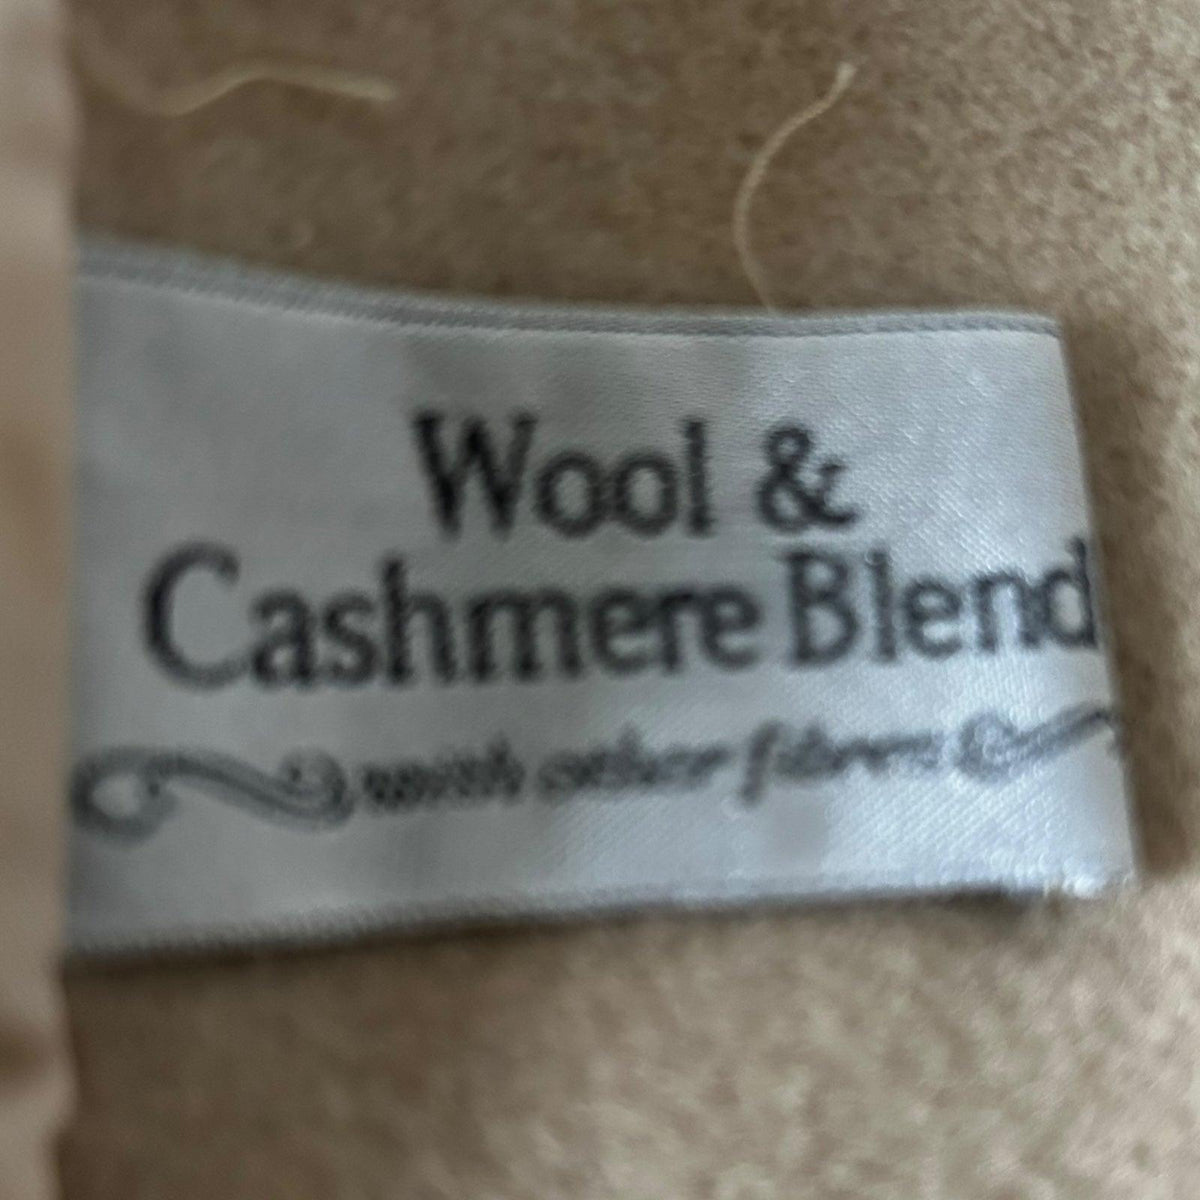 Wool &
Cashmere Blend
with other fibres